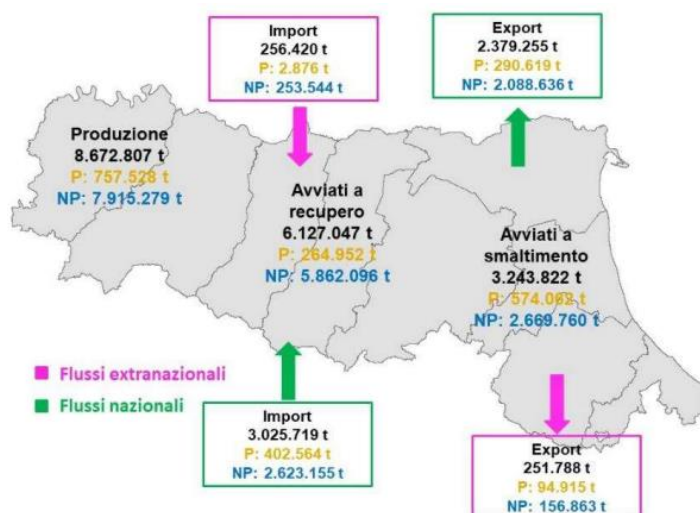 Import
256.420 t
P: 2.876 t
NP: 253.544 t
Export
2.379.255 t
P: 290.619 t
NP: 2.088.636 t
Produzione
8.672.807 t
P: 757.528 t
NP: 7.915.279 t
Avviati a
recupero
6.127.047 t
P: 264.952 t
NP: 5.862.096 t
Avviati a
smaltimento
3.243.822 t
P: 574.062 t
NP: 2.669.760 t
Flussi extranazionali
Flussi nazionali
Import
3.025.719 t
P: 402.564 t
NP: 2.623.155 t
Export
251.788 t
P: 94.915 t
NP: 156.863 t